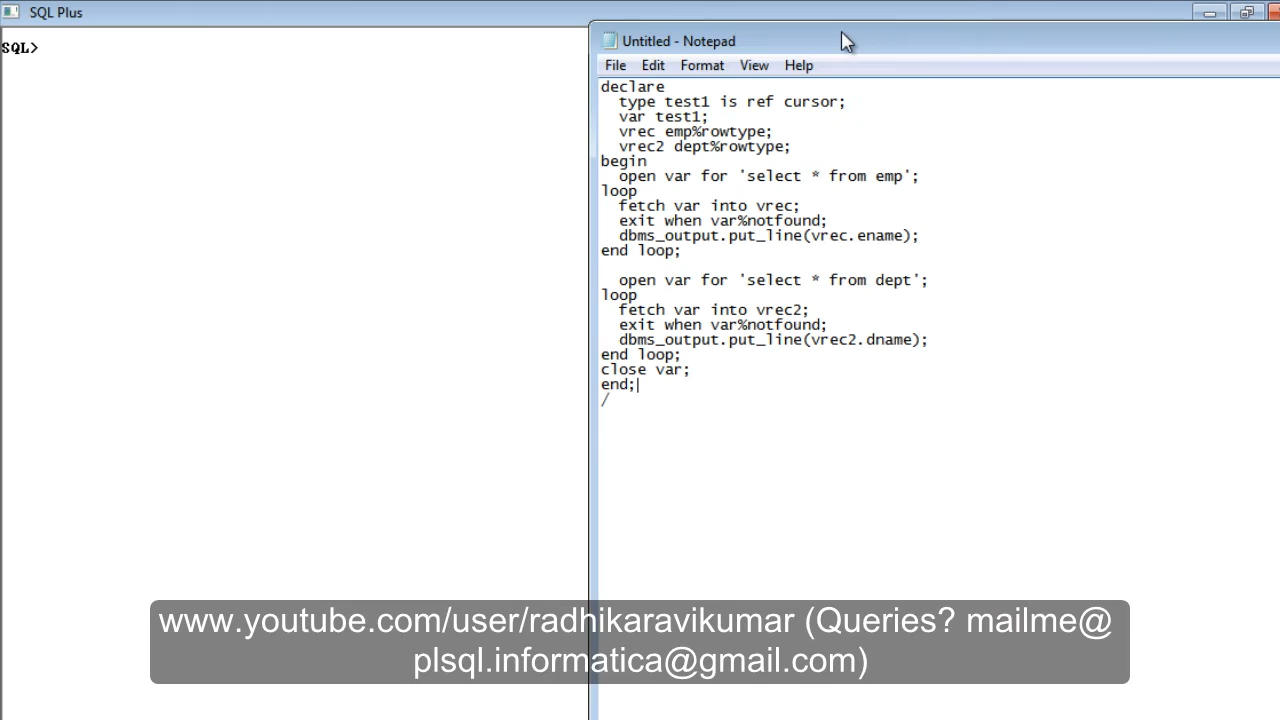 SQL Plus
SQL>
Untitled - Notepad
File Edit Format View Help
declare
  type test1 is ref cursor;
  var test1;
  vrec emp%rowtype;
  vrec2 dept%rowtype;
begin
  open var for 'select * from emp';
loop
  fetch var into vrec;
  exit when var%notfound;
  dbms_output.put_line(vrec.ename);
end loop;

  open var for 'select * from dept';
loop
  fetch var into vrec2;
  exit when var%notfound;
  dbms_output.put_line(vrec2.dname);
end loop;
close var;
end;
/
www.youtube.com/user/radhikaravikumar (Queries? mailme@
plsql.informatica@gmail.com)